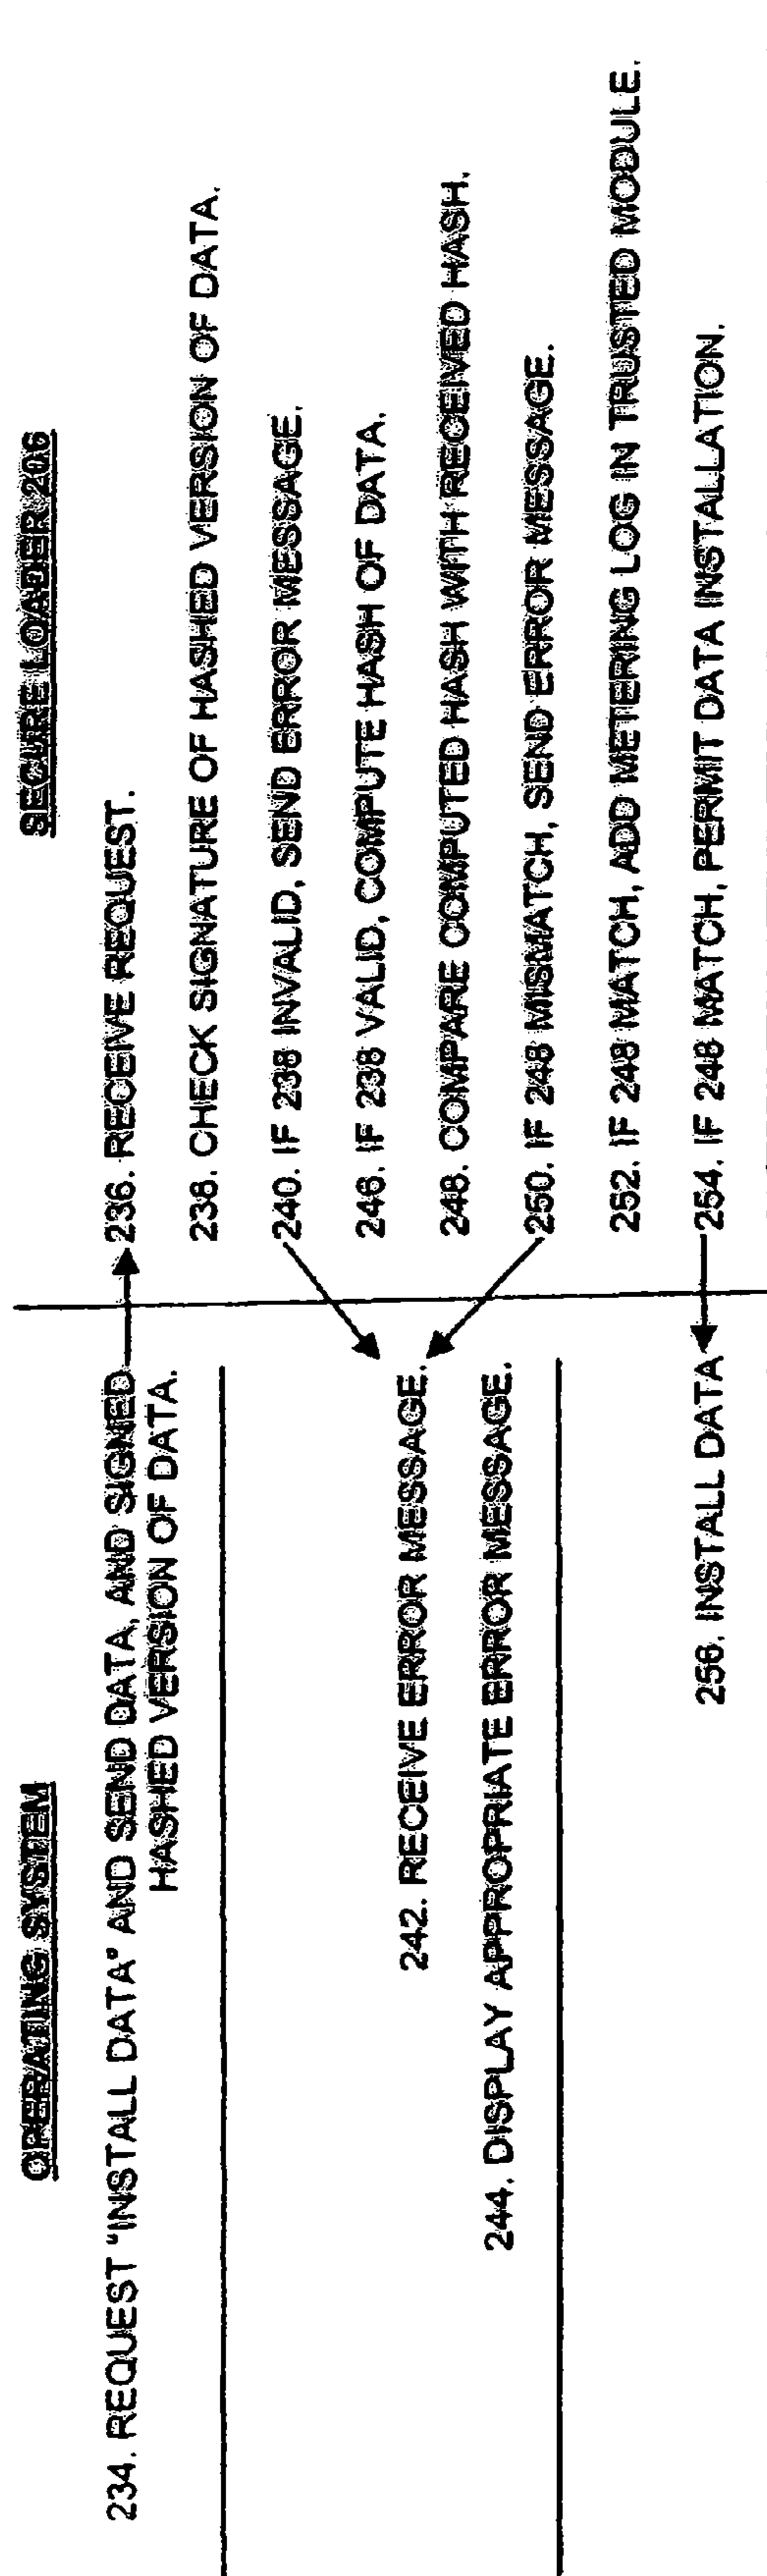 OPERATING SYSTEM
SECURE LOADER 206
234. REQUEST "INSTALL DATA" AND SEND DATA, AND SIGNED
HASHED VERSION OF DATA.
236. RECEIVE REQUEST.
238. CHECK SIGNATURE OF HASHED VERSION OF DATA.
240. IF 238 INVALID, SEND ERROR MESSAGE.
242. RECEIVE ERROR MESSAGE.
244. DISPLAY APPROPRIATE ERROR MESSAGE.
246. IF 238 VALID, COMPUTE HASH OF DATA.
248. COMPARE COMPUTED HASH WITH RECEIVED HASH.
250. IF 248 MISMATCH, SEND ERROR MESSAGE.
252. IF 248 MATCH, ADD METERING LOG IN TRUSTED MODULE.
254. IF 248 MATCH, PERMIT DATA INSTALLATION.
256. INSTALL DATA